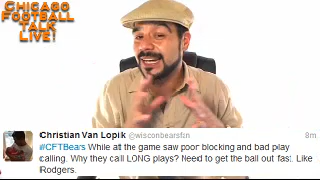 CHICAGO
FOOTBALL
TALK
LIVE!
Christian Van Lopik @wisconbearsfan 8m
#CFTBears While att the game saw poor blocking and bad play
calling. Why they call LONG plays? Need to get the ball out fast. Like
Rodgers.